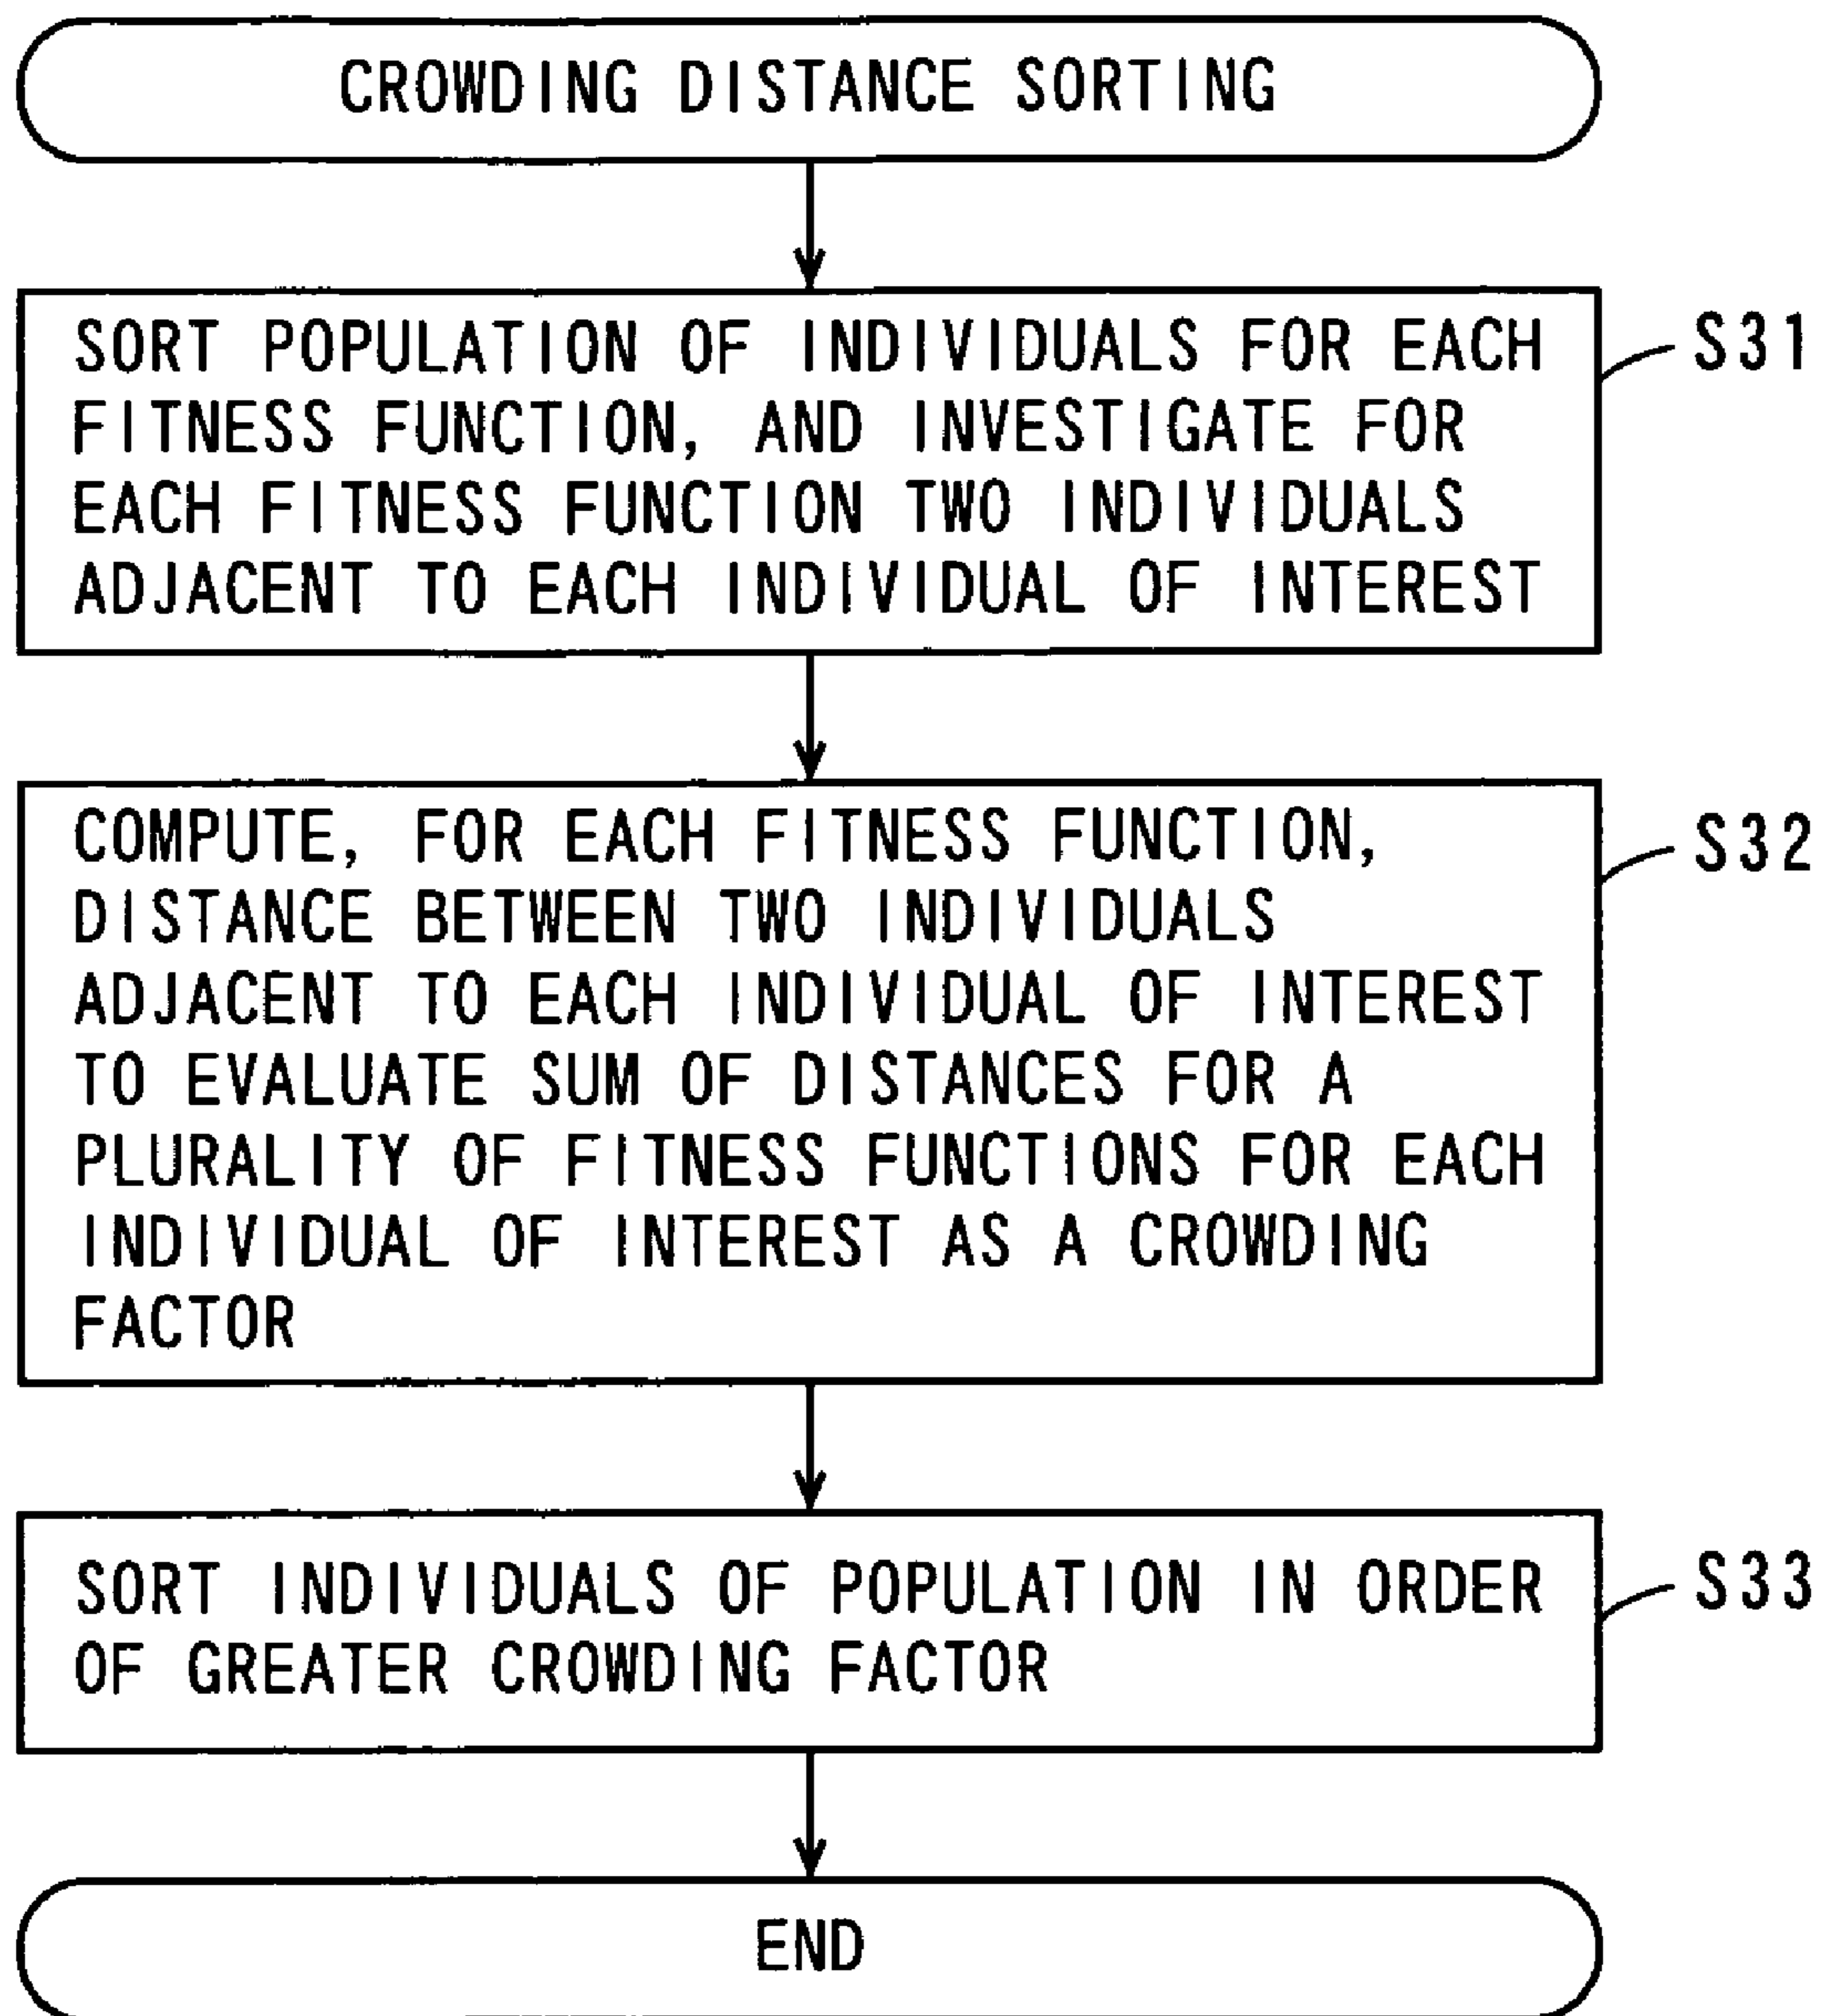 CROWDING DISTANCE SORTING
SORT POPULATION OF INDIVIDUALS FOR EACH
FITNESS FUNCTION, AND INVESTIGATE FOR
EACH FITNESS FUNCTION TWO INDIVIDUALS
ADJACENT TO EACH INDIVIDUAL OF INTEREST
S31
COMPUTE, FOR EACH FITNESS FUNCTION,
DISTANCE BETWEEN TWO INDIVIDUALS
ADJACENT TO EACH INDIVIDUAL OF INTEREST
TO EVALUATE SUM OF DISTANCES FOR A
PLURALITY OF FITNESS FUNCTIONS FOR EACH
INDIVIDUAL OF INTEREST AS A CROWDING
FACTOR
S32
SORT INDIVIDUALS OF POPULATION IN ORDER
OF GREATER CROWDING FACTOR
S33
END